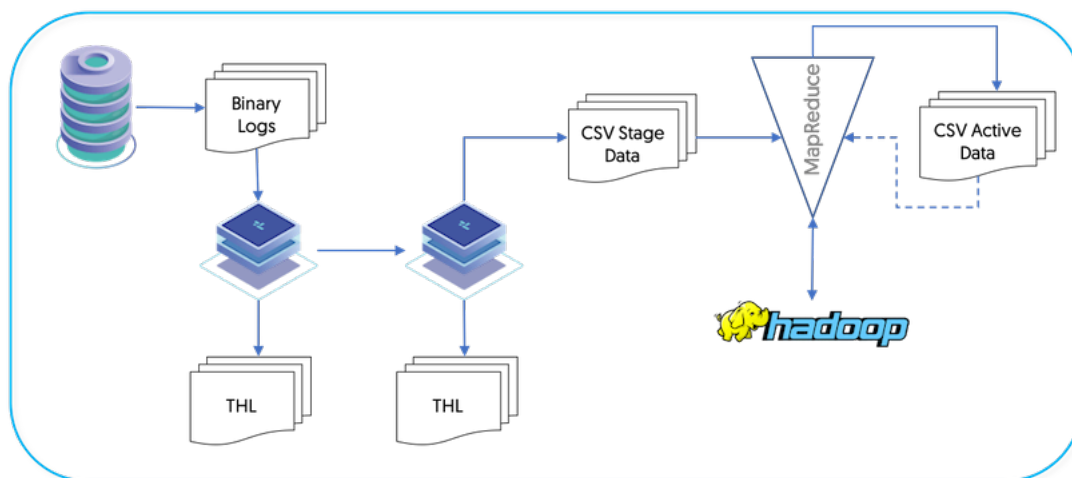 Binary
Logs
CSV Stage
Data
MapReduce
CSV Active
Data
hadoop
THL
THL